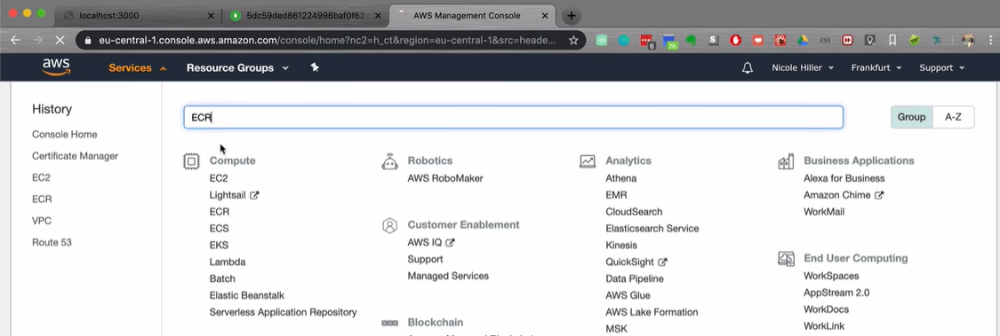 localhost:3000
5dc59ded861224996baf0f62
AWS Management Console
eu-central-1.console.aws.amazon.com/console/home?nc2=h_ct&region=eu-central-1&src=heade...
6
7h
S
CSS
aws
Services
Resource Groups
Nicole Hiller
Frankfurt
Support
History
Console Home
Certificate Manager
EC2
ECR
VPC
Route 53
ECR
Group
A-Z
Compute
EC2
Lightsail
ECR
ECS
EKS
Lambda
Batch
Elastic Beanstalk
Serverless Application Repository
Robotics
AWS RoboMaker
Customer Enablement
AWS IQ
Support
Managed Services
Blockchain
Analytics
Athena
EMR
CloudSearch
Elasticsearch Service
Kinesis
QuickSight
Data Pipeline
AWS Glue
AWS Lake Formation
MSK
Business Applications
Alexa for Business
Amazon Chime
WorkMail
End User Computing
WorkSpaces
AppStream 2.0
WorkDocs
WorkLink